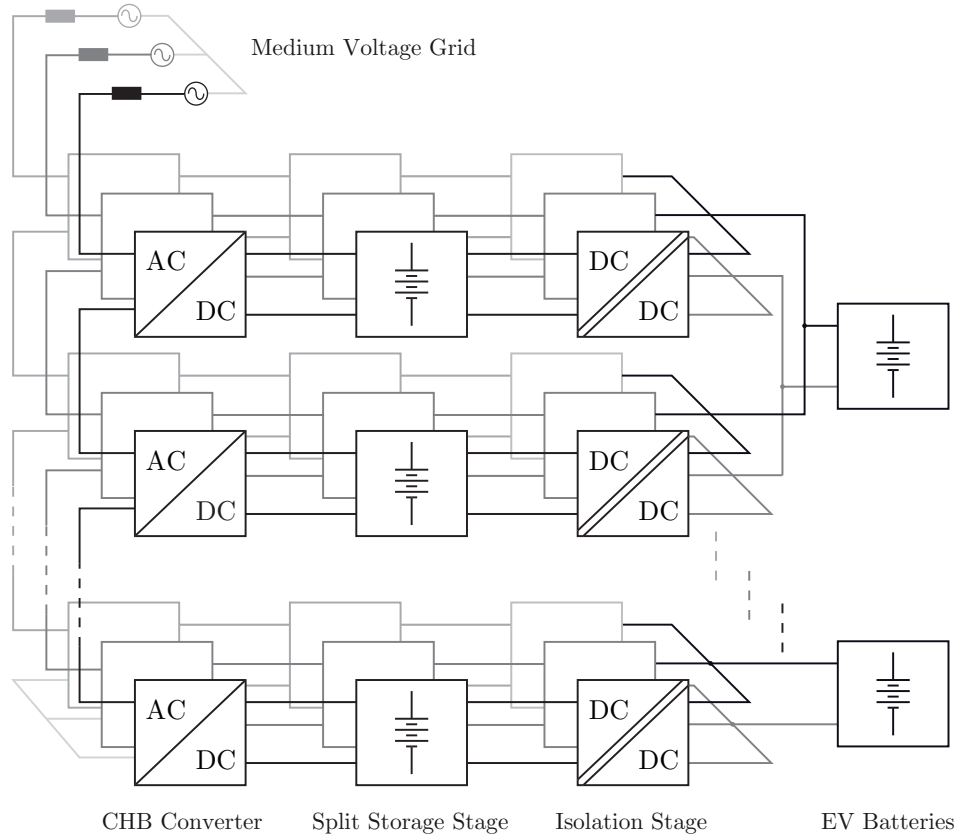 Medium Voltage Grid
AC
DC
DC
DC
AC
DC
DC
DC
AC
DC
DC
DC
CHB Converter Split Storage Stage Isolation Stage EV Batteries